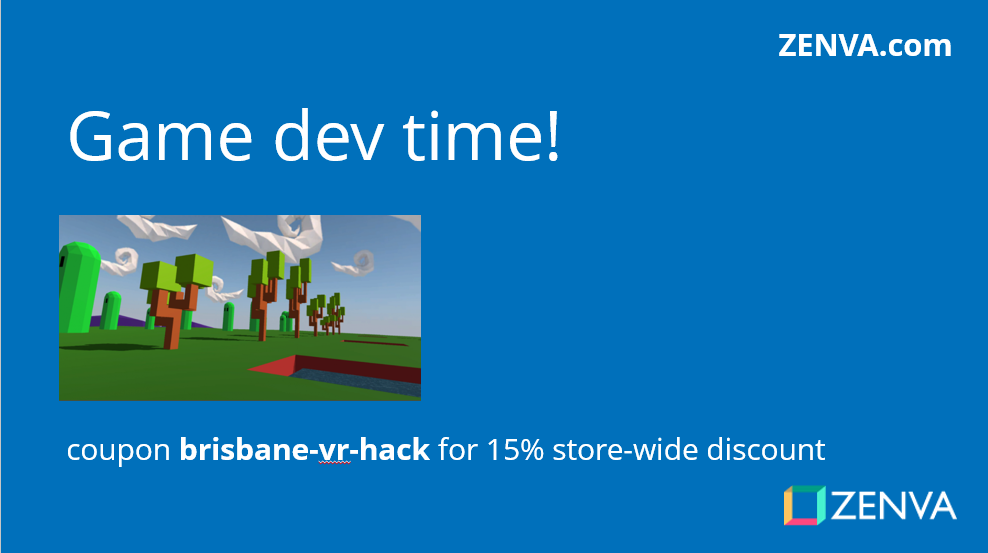 ZENVA.com
Game dev time!
coupon brisbane-vr-hack for 15% store-wide discount
ZENVA